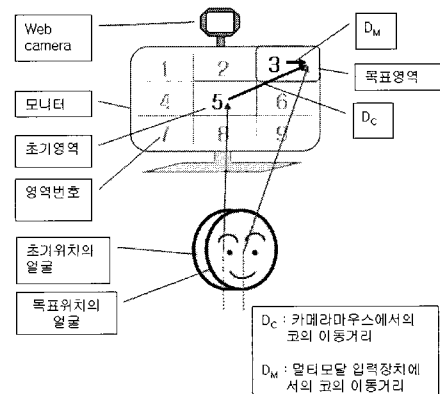 Web
camera
D_M
1 2 3
목표영역
모니터
4 5 6
D_C
초기영역
7 8 9
영역번호
초기위치의
얼굴
목표위치의
얼굴
D_C : 카메라마우스에서의
코의 이동거리
D_M : 멀티모달 입력장치에
서의 코의 이동거리